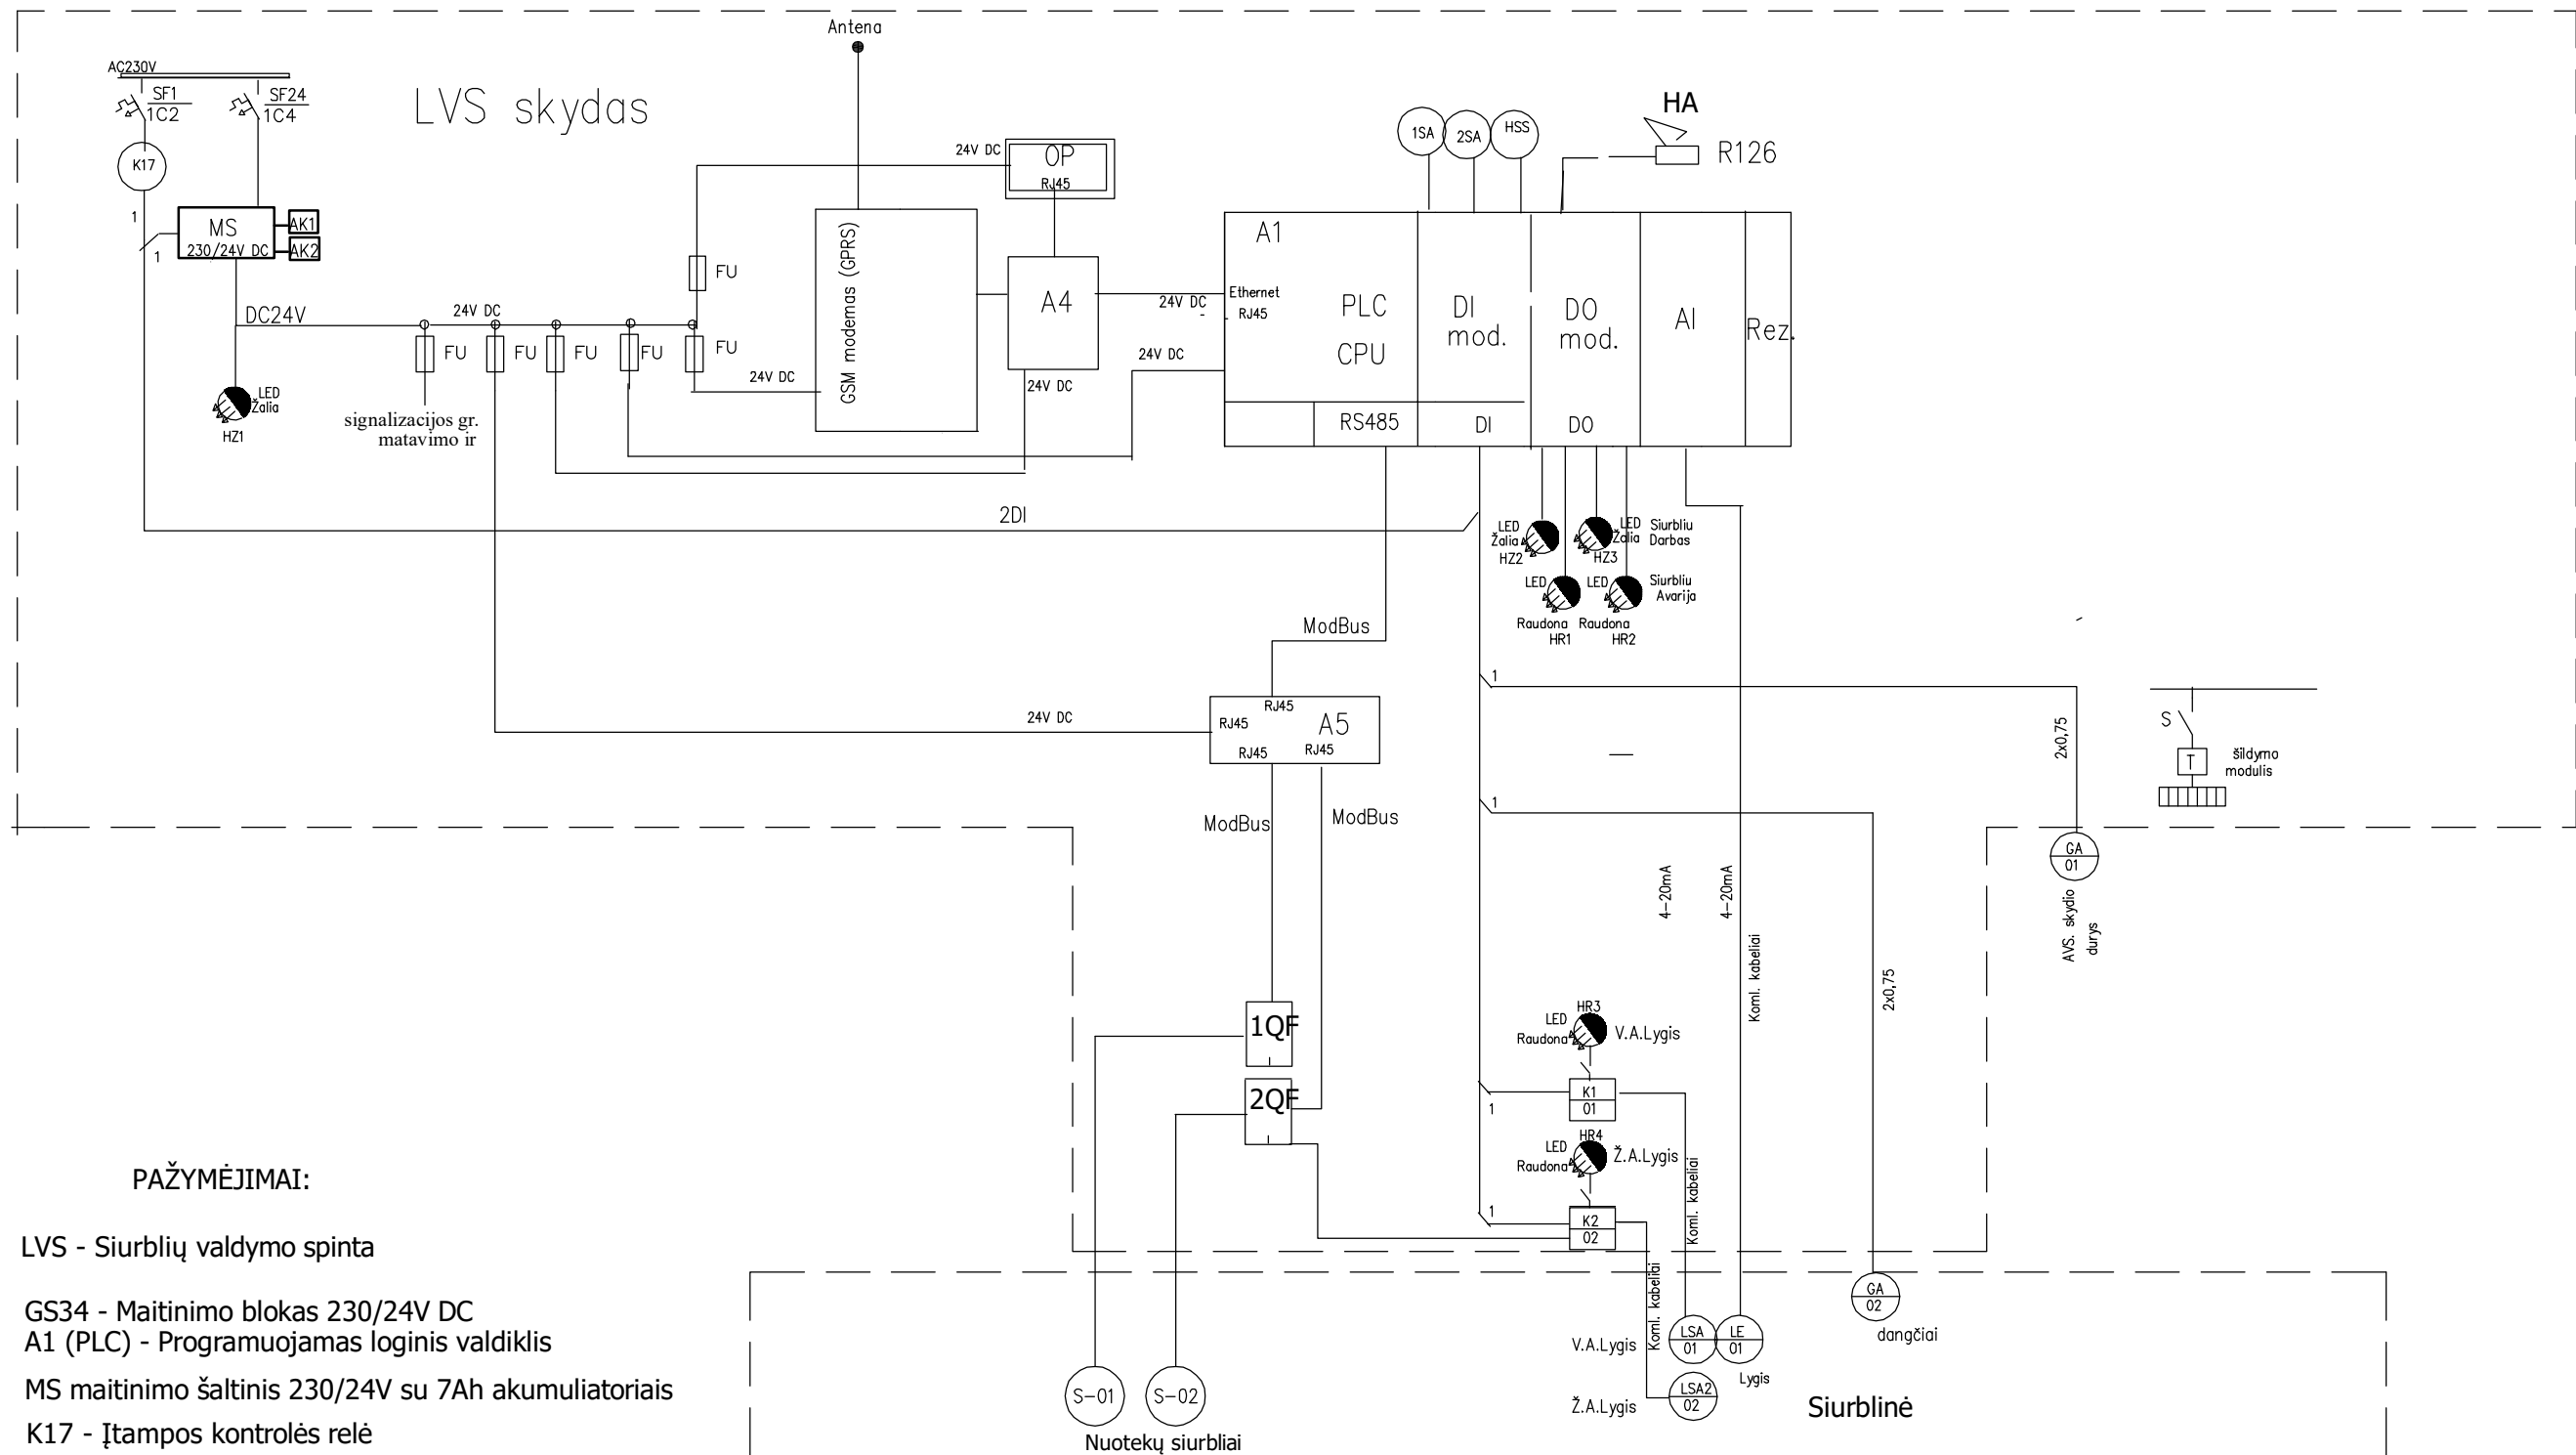 Antena
AC230V
SF1
1C2
SF24
1C4
LVS skydas
K17
1
1
MS
230/24V DC
AK1
AK2
DC24V
LED
Žalia
HZ1
24V DC
FU
FU
FU
FU
FU
FU
signalizacijos gr.
matavimo ir
24V DC
GSM modemas (GPRS)
24V DC
OP
RJ45
A4
24V DC
24V DC
24V DC
1SA
2SA
HSS
HA
R126
A1
Ethernet
RJ45
PLC
CPU
RS485
DI
mod.
DI
DO
mod.
DO
AI
Rez.
2DI
LED
Žalia
HZ2
LED
Žalia
HZ3
Siurbliu
Darbas
LED
Raudona
HR1
LED
Raudona
HR2
Siurbliu
Avarija
ModBus
24V DC
RJ45
RJ45
A5
RJ45
RJ45
ModBus
ModBus
1
1
2x0,75
S
T
šildymo
modulis
GA
01
AVS. skydio
durys
4-20mA
4-20mA
Koml. kabeliai
2x0,75
1QF
2QF
HR3
LED
Raudona
V.A.Lygis
K1
01
1
HR4
LED
Raudona
Ž.A.Lygis
K2
02
1
Koml. kabeliai
Koml. kabeliai
GA
02
dangčiai
V.A.Lygis
LSA
01
LE
01
Lygis
Ž.A.Lygis
LSA2
02
Siurblinė
S-01
S-02
Nuotekų siurbliai
PAŽYMĖJIMAI:
LVS - Siurblių valdymo spinta
GS34 - Maitinimo blokas 230/24V DC
A1 (PLC) - Programuojamas loginis valdiklis
MS maitinimo šaltinis 230/24V su 7Ah akumuliatoriais
K17 - Įtampos kontrolės relė